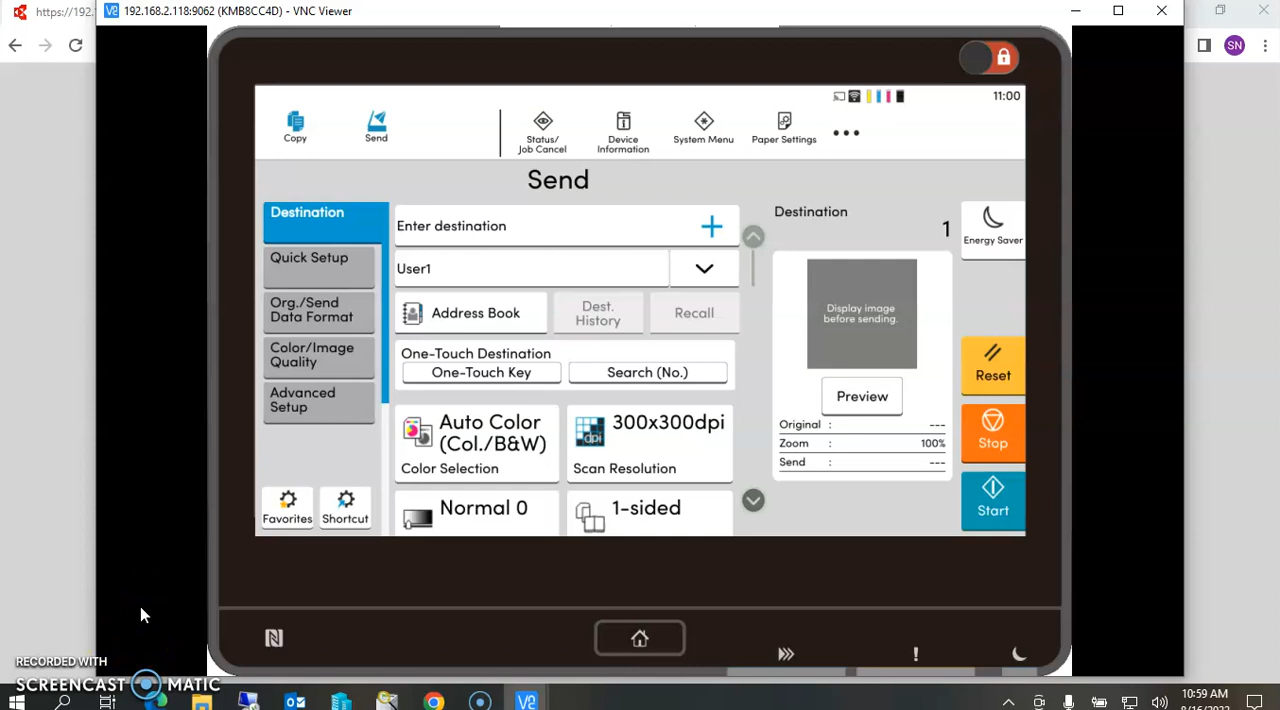 https://192.
V2 192.168.2.118:9062 (KMB8CC4D) - VNC Viewer
SN
11:00
Copy
Send
Status/
Job Cancel
Device
Information
System Menu
Paper Settings
Send
Destination
Quick Setup
Org./Send
Data Format
Color/Image
Quality
Advanced
Setup
Favorites
Shortcut
Enter destination
User1
Address Book
Dest.
History
Recall
One-Touch Destination
One-Touch Key
Search (No.)
Auto Color
(Col./B&W)
Color Selection
dpi
300x300dpi
Scan Resolution
Normal 0
1-sided
Destination
1
Display image
before sending.
Preview
Original : ---
Zoom : 100%
Send : ---
Energy Saver
Reset
Stop
Start
RECORDED WITH
SCREENCAST MATIC
V2
10:59 AM